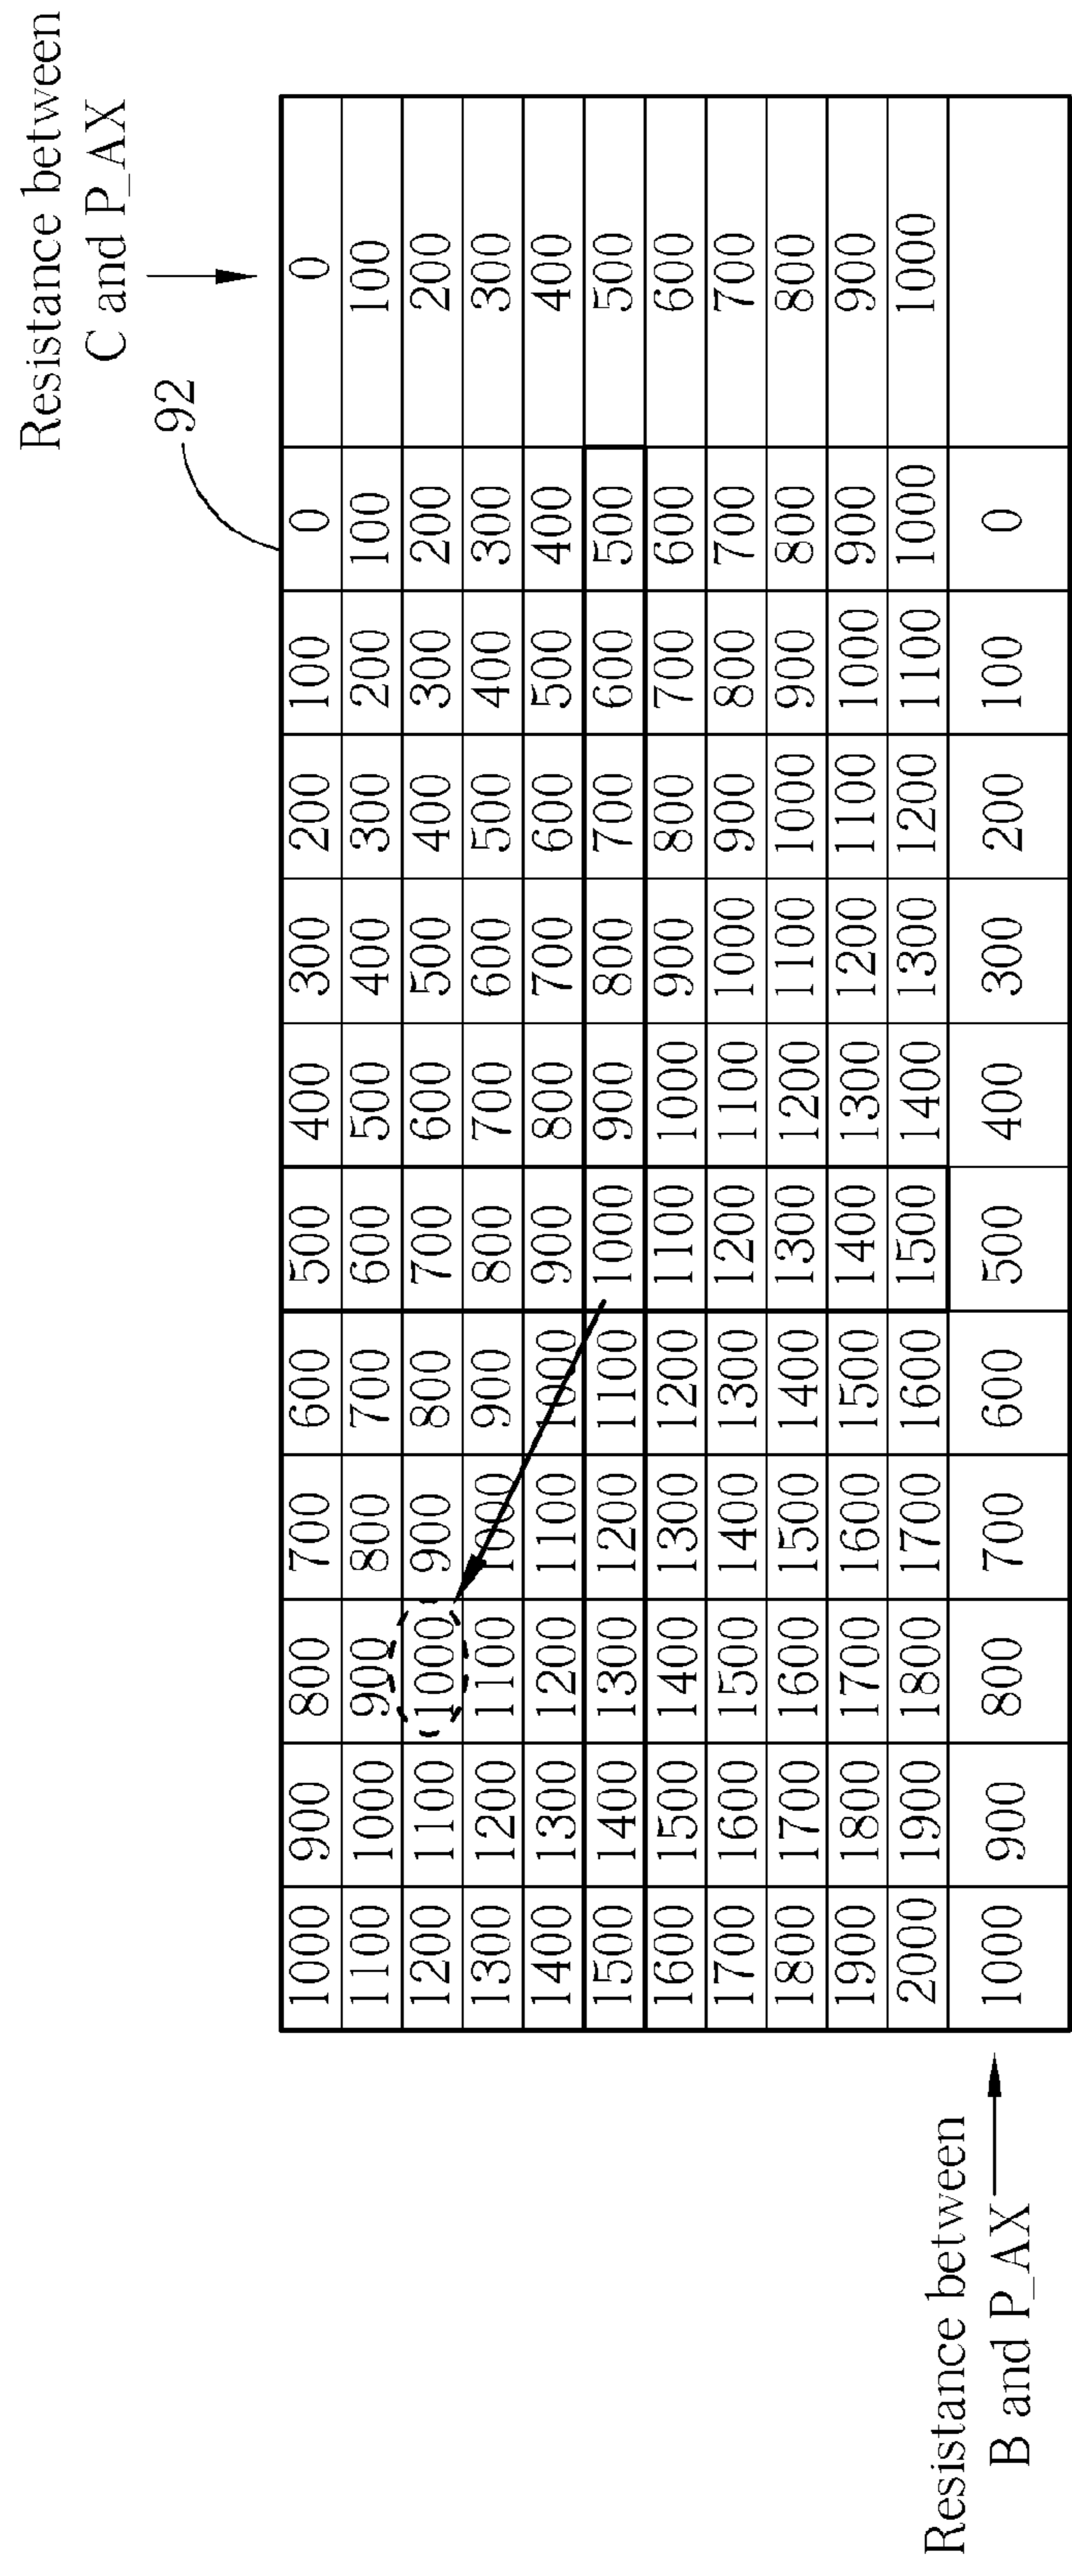 Resistance between
C and P_AX
92
1000 900 800 700 600 500 400 300 200 100 0 0
1100 1000 900 800 700 600 500 400 300 200 100 100
1200 1100 1000 900 800 700 600 500 400 300 200 200
1300 1200 1100 1000 900 800 700 600 500 400 300 300
1400 1300 1200 1100 1000 900 800 700 600 500 400 400
1500 1400 1300 1200 1100 1000 900 800 700 600 500 500
1600 1500 1400 1300 1200 1100 1000 900 800 700 600 600
1700 1600 1500 1400 1300 1200 1100 1000 900 800 700 700
1800 1700 1600 1500 1400 1300 1200 1100 1000 900 800 800
1900 1800 1700 1600 1500 1400 1300 1200 1100 1000 900 900
2000 1900 1800 1700 1600 1500 1400 1300 1200 1100 1000 1000
Resistance between
B and P_AX
1000 900 800 700 600 500 400 300 200 100 0